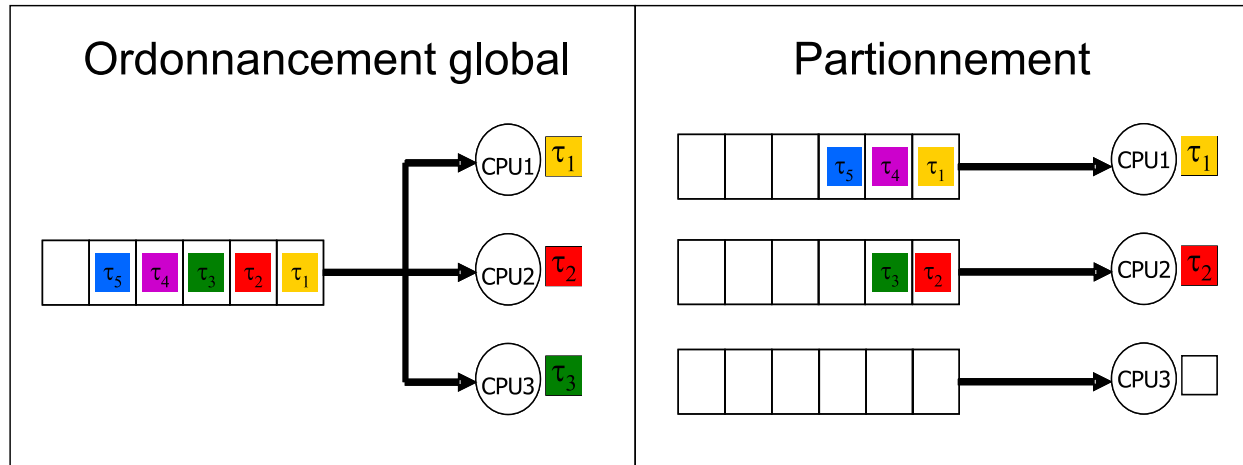 Ordonnancement global
CPU1 τ1
τ5 τ4 τ3 τ2 τ1
CPU2 τ2
CPU3 τ3
Partionnement
τ5 τ4 τ1
CPU1 τ1
τ3 τ2
CPU2 τ2
CPU3